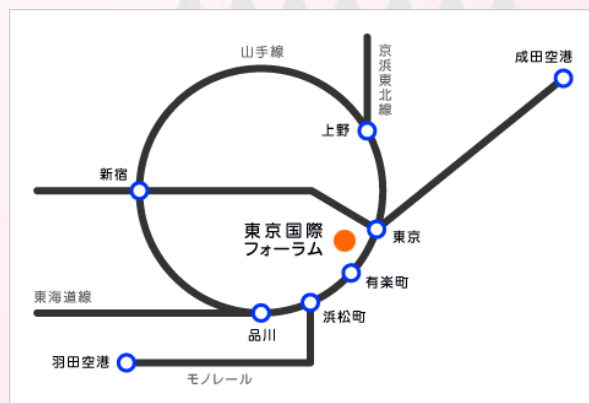 山手線
京浜東北線
成田空港
上野
新宿
東京国際
フォーラム
東京
有楽町
東海道線
浜松町
品川
羽田空港
モノレール